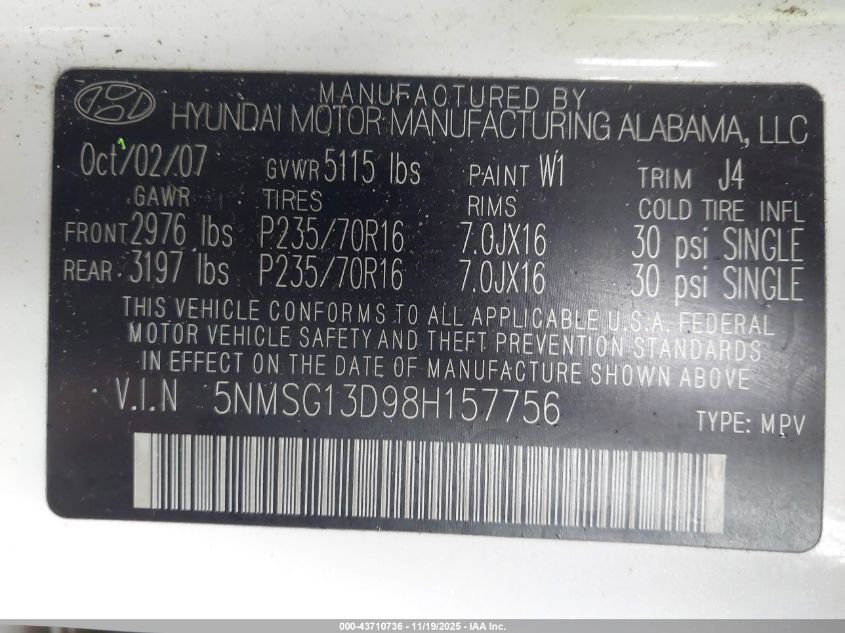 MANUFACTURED BY
HYUNDAI MOTOR MANUFACTURING ALABAMA, LLC
Oct/02/07 GVWR 5115 lbs PAINT W1 TRIM J4
GAWR TIRES RIMS COLD TIRE INFL
FRONT 2976 lbs P235/70R16 7.0JX16 30 psi SINGLE
REAR 3197 lbs P235/70R16 7.0JX16 30 psi SINGLE
THIS VEHICLE CONFORMS TO ALL APPLICABLE U.S.A. FEDERAL
MOTOR VEHICLE SAFETY AND THEFT PREVENTION STANDARDS
IN EFFECT ON THE DATE OF MANUFACTURE SHOWN ABOVE
V.I.N 5NMSG13D98H157756 TYPE: MPV
000-43710736 - 11/19/2025 - IAA Inc.